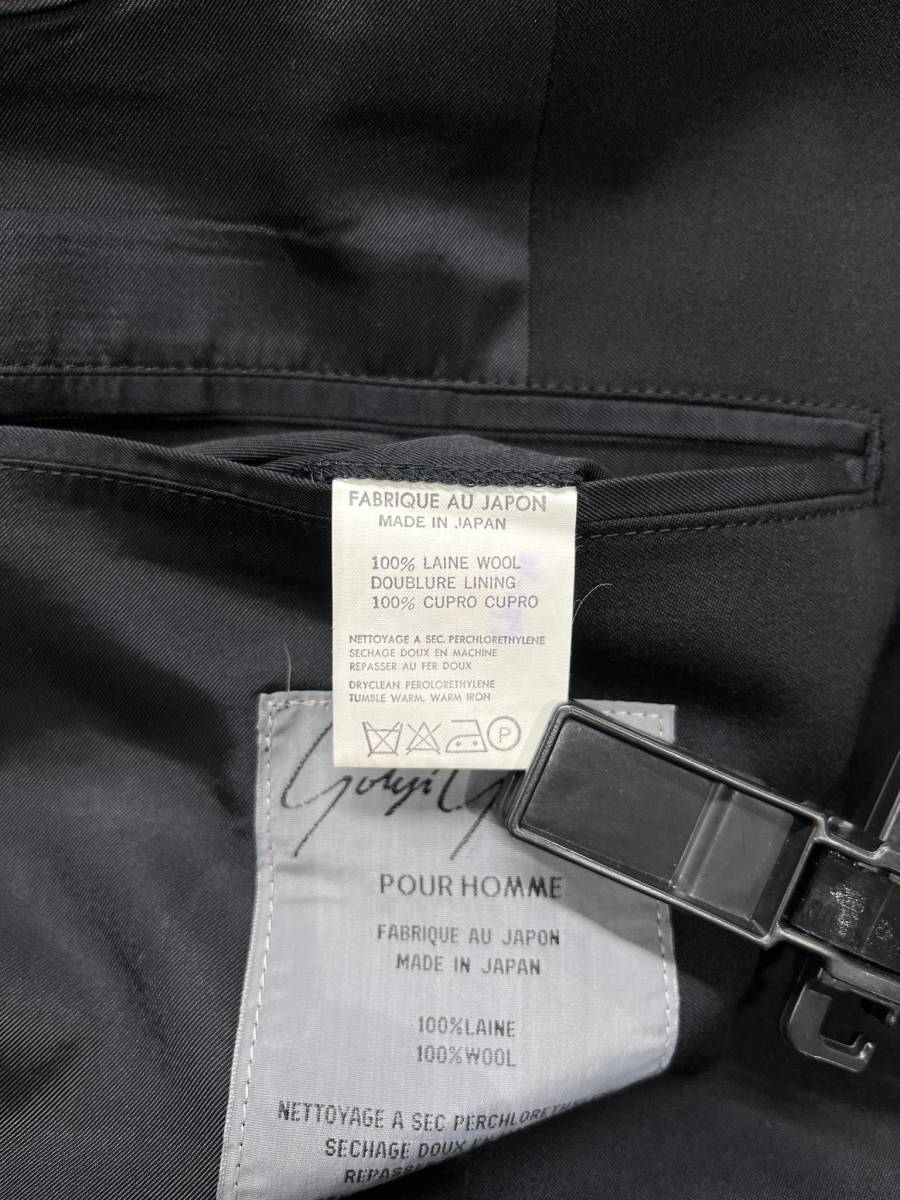 FABRIQUE AU JAPON
MADE IN JAPAN
100% LAINE WOOL
DOUBLURE LINING
100% CUPRO CUPRO
NETTOYAGE A SEC. PERCHLORETHYLENE
SECHAGE DOUX EN MACHINE
REPASSER AU FER DOUX
DRYCLEAN PEROLORETHYLENE
TUMBLE WARM, WARM IRON
P
POUR HOMME
FABRIQUE AU JAPON
MADE IN JAPAN
100%LAINE
100%WOOL
NETTOYAGE A SEC
SECHAGE DOUX